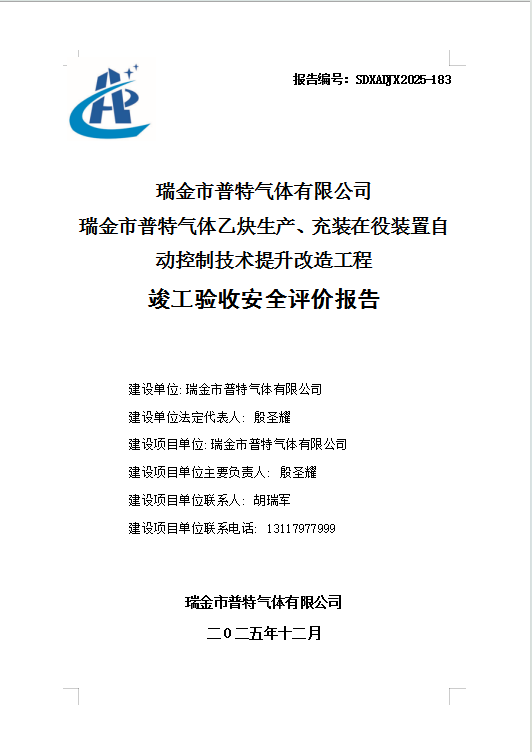 报告编号：SDXADJX2025-183
瑞金市普特气体有限公司
瑞金市普特气体乙炔生产、充装在役装置自
动控制技术提升改造工程
竣工验收安全评价报告
建设单位: 瑞金市普特气体有限公司
建设单位法定代表人： 殷圣耀
建设项目单位: 瑞金市普特气体有限公司
建设项目单位主要负责人： 殷圣耀
建设项目单位联系人： 胡瑞军
建设项目单位联系电话： 13117977999
瑞金市普特气体有限公司
二0二五年十二月